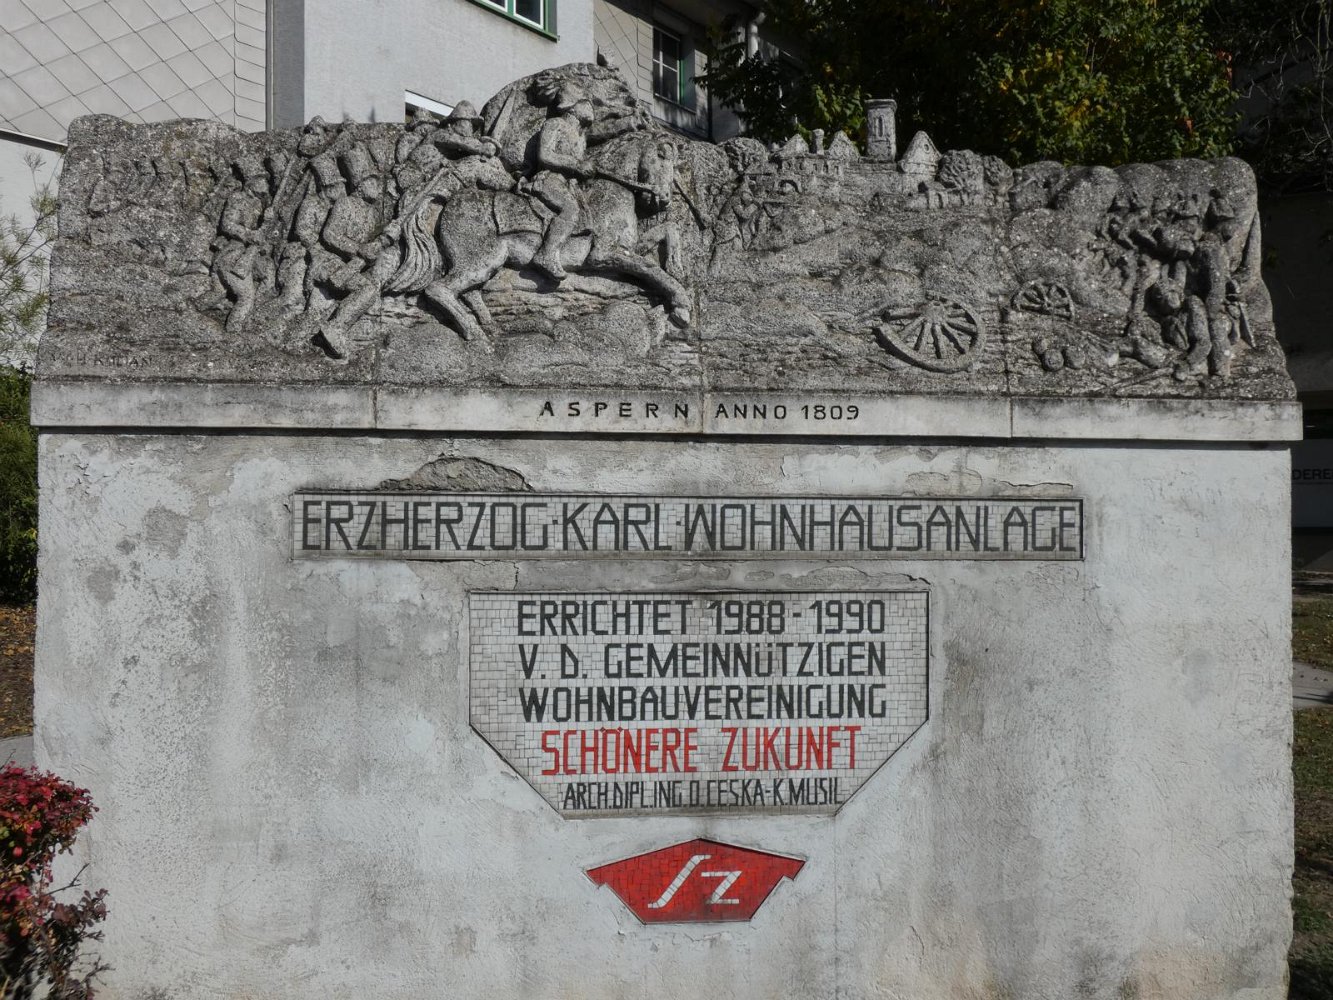 ASPERN ANNO 1809
ERZHERZOG·KARL·WOHNHAUSANLAGE
ERRICHTET 1988-1990
V. D. GEMEINNÜTZIGEN
WOHNBAUVEREINIGUNG
SCHÖNERE ZUKUNFT
ARCH.DIPL.ING.O.CESKA-K.MUSIL
SZ